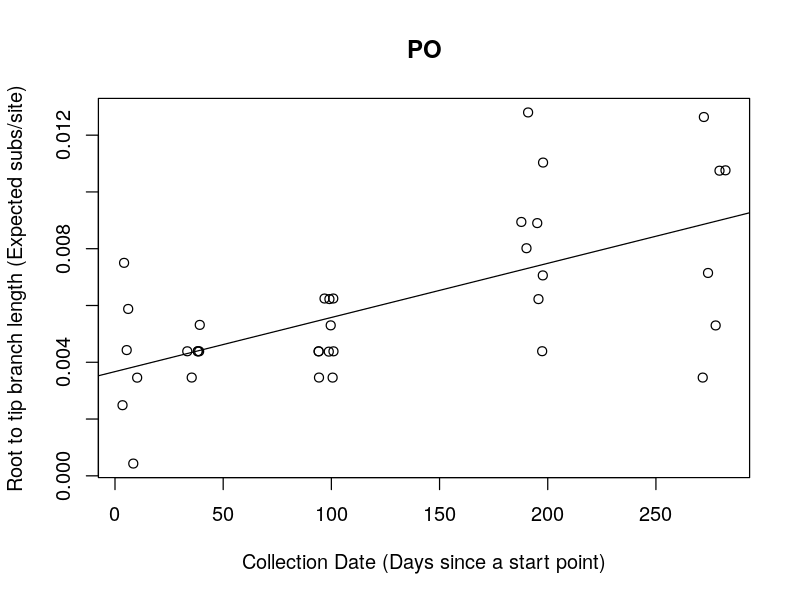 PO
Root to tip branch length (Expected subs/site)
0.012
0.008
0.004
0.000
0 50 100 150 200 250
Collection Date (Days since a start point)